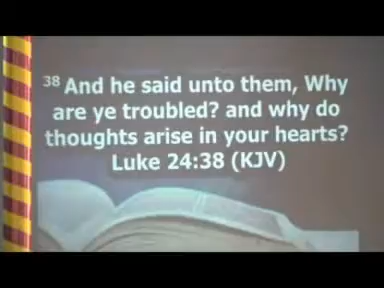 38 And he said unto them, Why
are ye troubled? and why do
thoughts arise in your hearts?
Luke 24:38 (KJV)